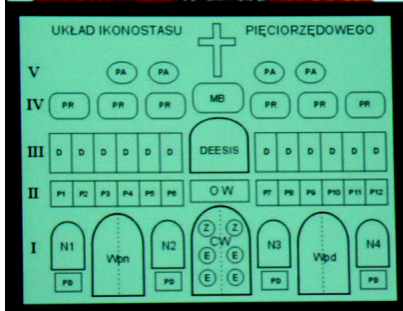 UKŁAD IKONOSTASU PIĘCIORZĘDOWEGO
V PA PA PA PA
IV PR PR PR MB PR PR PR
III D D D D D D DEESIS D D D D D D
II P1 P2 P3 P4 P5 P6 O W P7 P8 P9 P10 P11 P12
Z Z
I N1 Wpn N2 CW N3 Wpd N4
E E
E E
PD PD PD PD